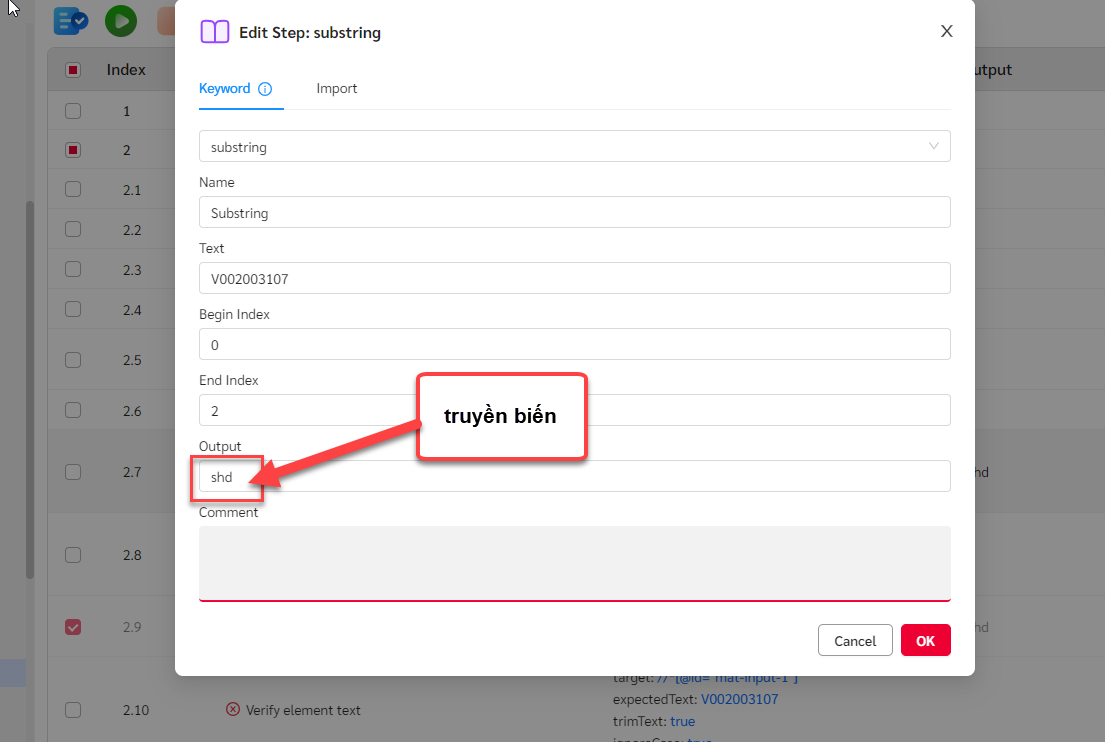 Edit Step: substring
Keyword
Import
substring
Name
Substring
Text
V002003107
Begin Index
0
End Index
2
truyền biến
Output
shd
Comment
Cancel
OK
Index
utput
1
2
2.1
2.2
2.3
2.4
2.5
2.6
2.7
hd
2.8
2.9
hd
2.10
Verify element text
target: //*[@id="mat-input-1"]
expectedText: V002003107
trimText: true
ignoreCase: true